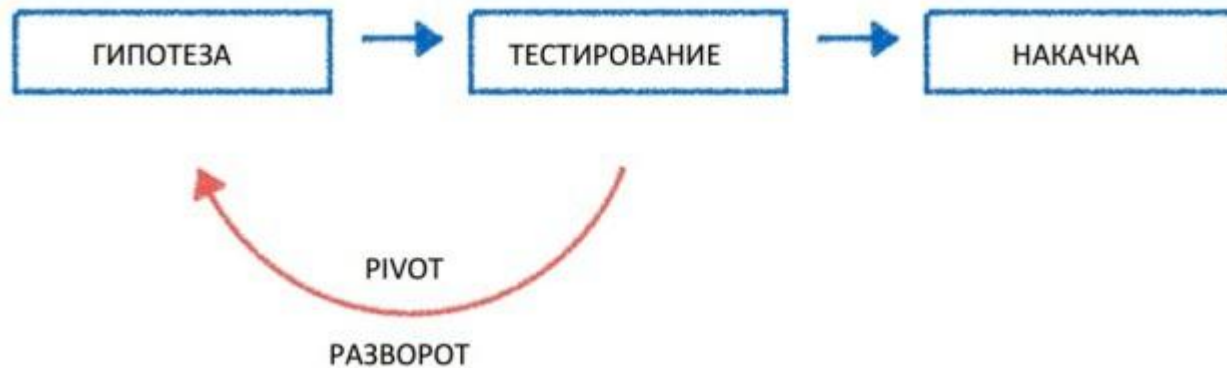 ГИПОТЕЗА
ТЕСТИРОВАНИЕ
НАКАЧКА
PIVOT
РАЗВОРОТ